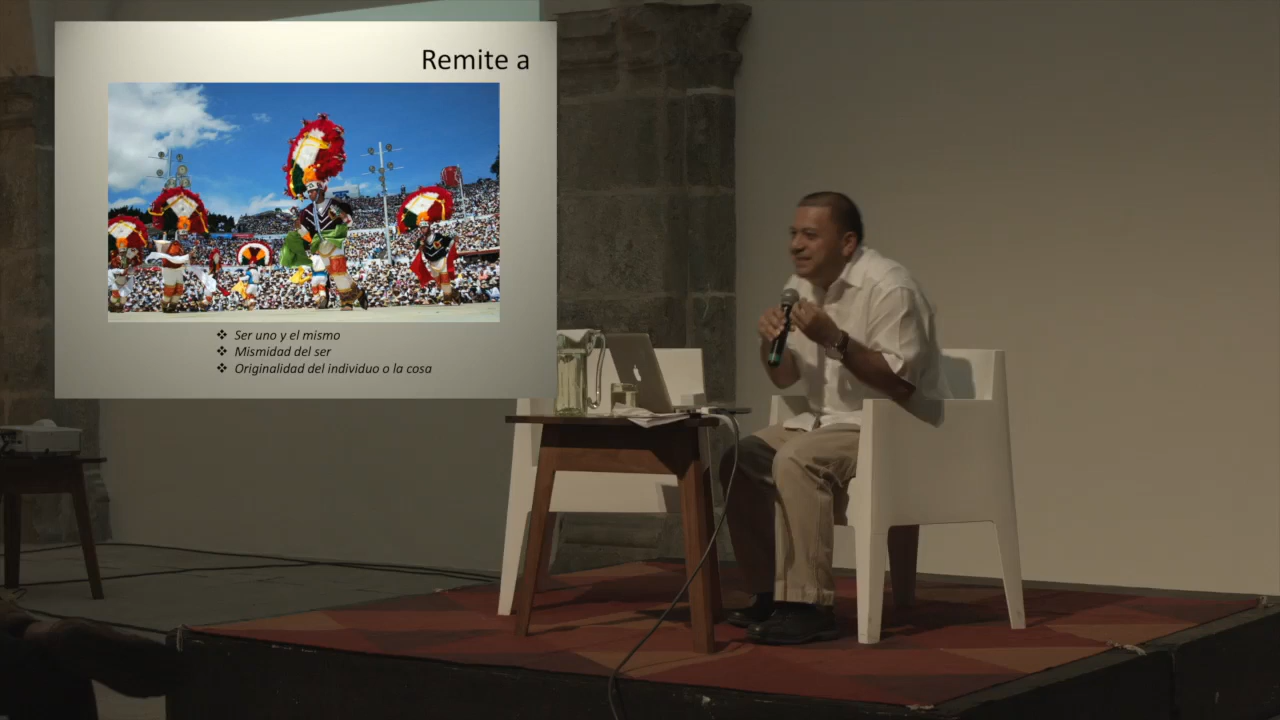 Remite a
❖ Ser uno y el mismo
❖ Mismidad del ser
❖ Originalidad del individuo o la cosa